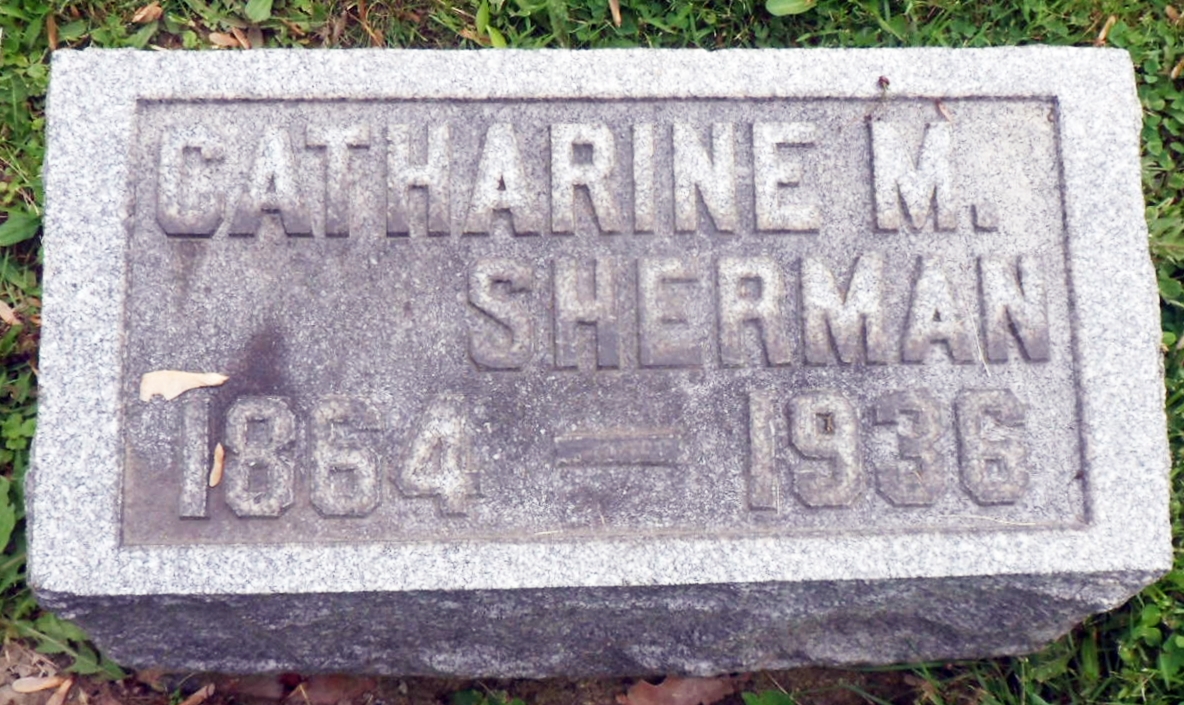 CATHARINE M.
SHERMAN
1864 — 1936